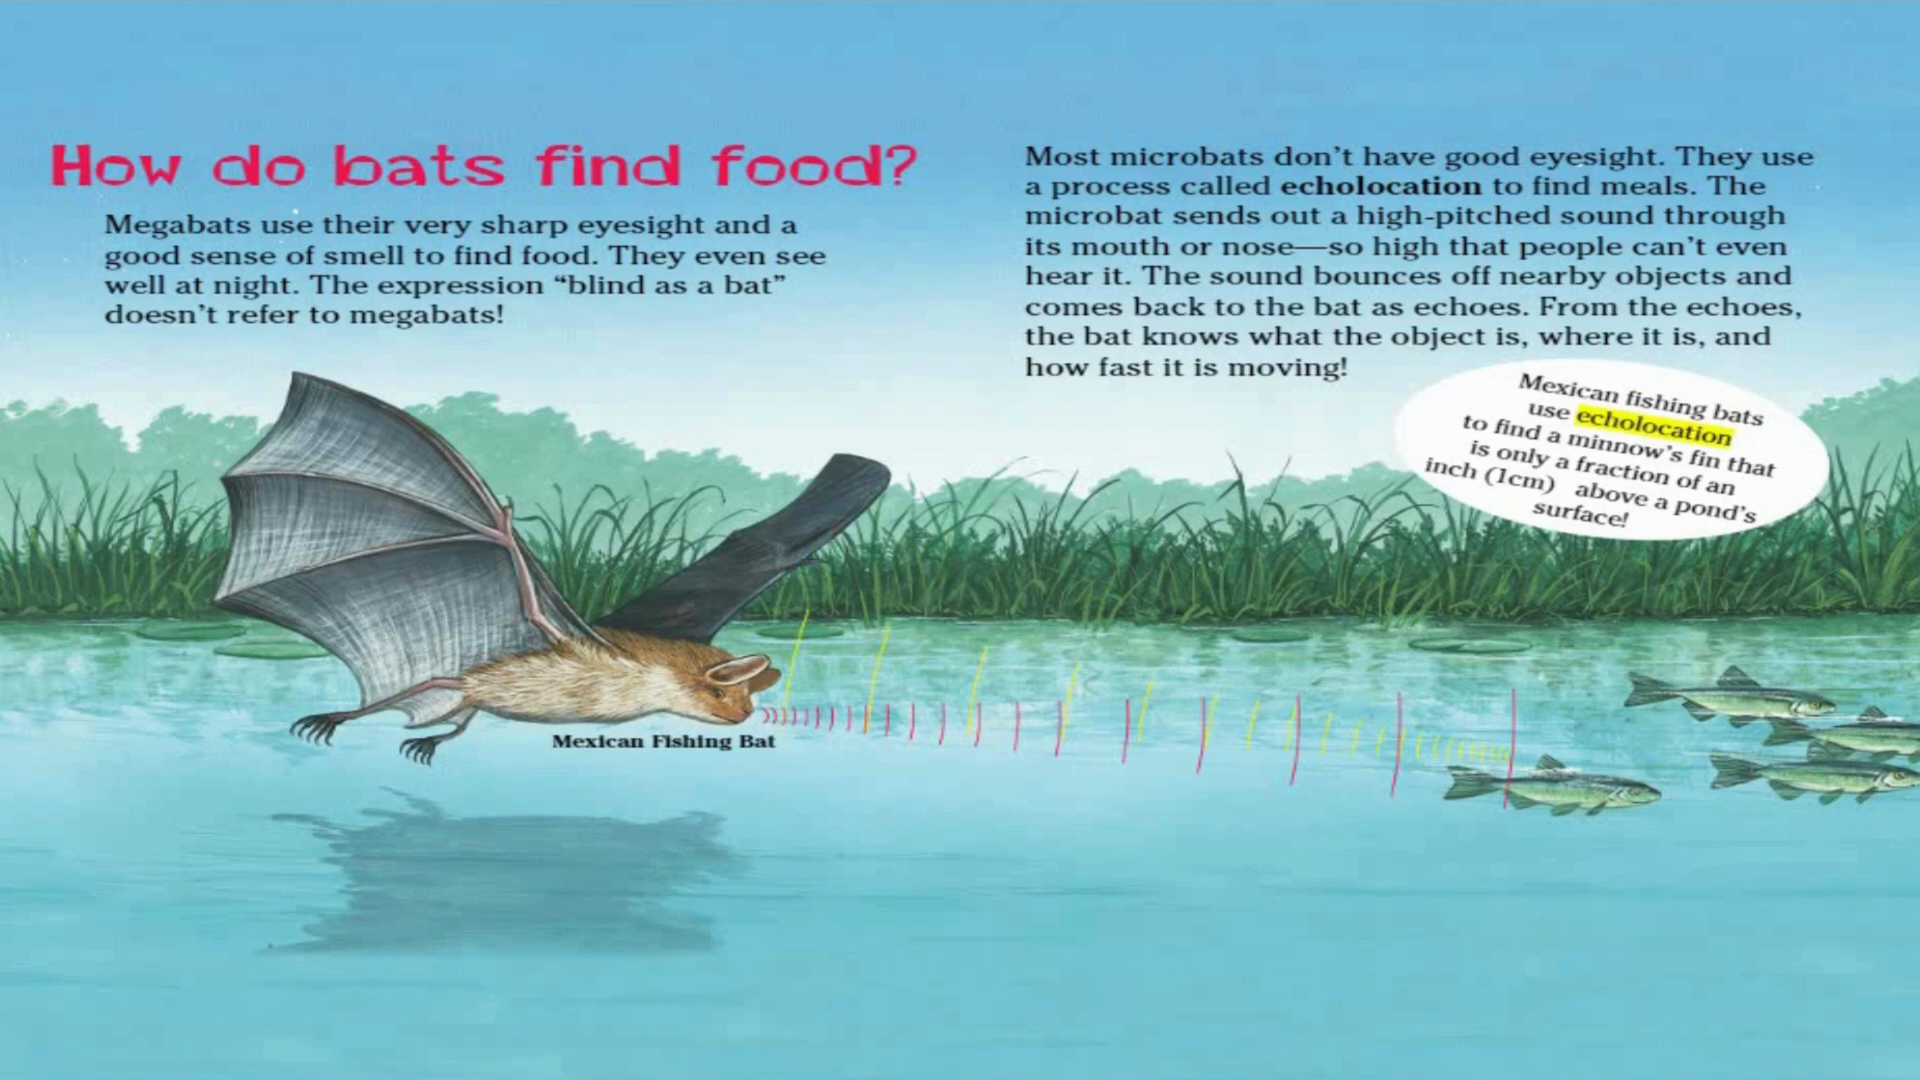 How do bats find food?
Megabats use their very sharp eyesight and a
good sense of smell to find food. They even see
well at night. The expression “blind as a bat”
doesn’t refer to megabats!
Most microbats don’t have good eyesight. They use
a process called echolocation to find meals. The
microbat sends out a high-pitched sound through
its mouth or nose—so high that people can’t even
hear it. The sound bounces off nearby objects and
comes back to the bat as echoes. From the echoes,
the bat knows what the object is, where it is, and
how fast it is moving!
Mexican fishing bats
use echolocation
to find a minnow’s fin that
is only a fraction of an
inch (1cm) above a pond’s
surface!
Mexican Fishing Bat